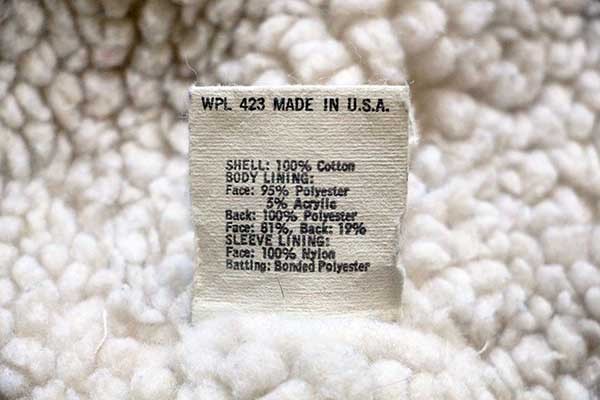 WPL 423 MADE IN U.S.A.
SHELL: 100% Cotton
BODY LINING:
Face: 95% Polyester
5% Acrylic
Back: 100% Polyester
Face: 81%, Back: 19%
SLEEVE LINING:
Face: 100% Nylon
Batting: Bonded Polyester